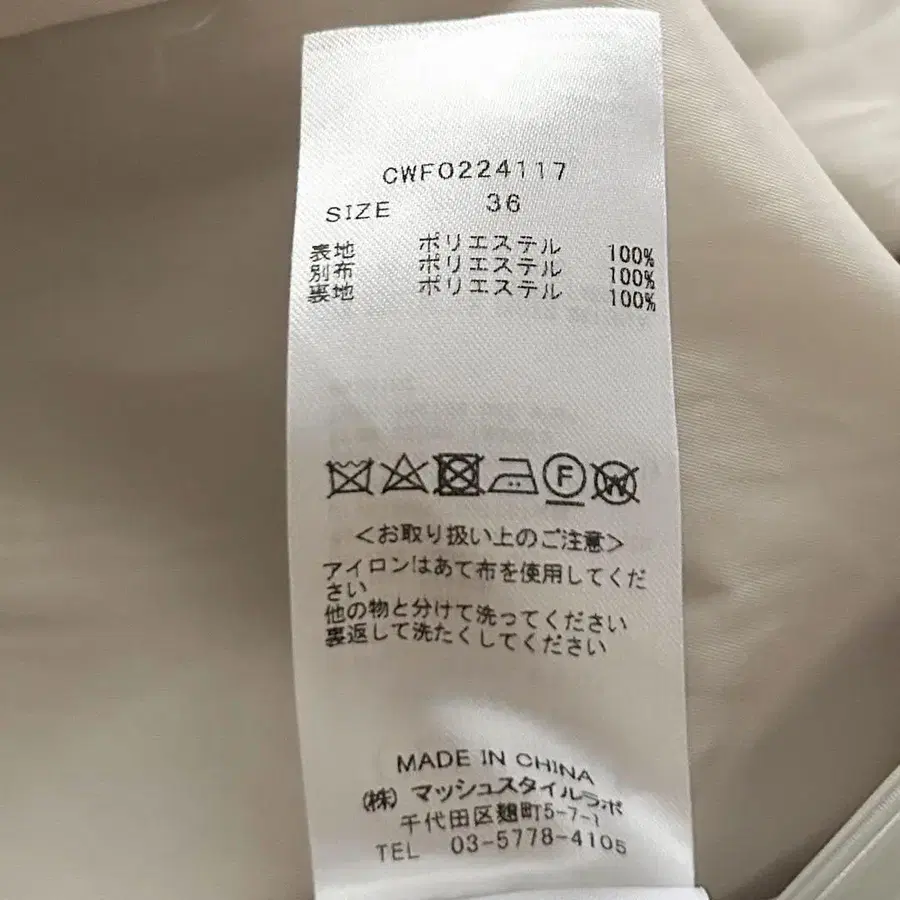 CWFO224117
SIZE 36
表地 ポリエステル 100%
別布 ポリエステル 100%
裏地 ポリエステル 100%
F W
<お取り扱い上のご注意>
アイロンはあて布を使用してくだ
さい
他の物と分けて洗ってください
裏返して洗たくしてください
MADE IN CHINA
(株) マッシュスタイルラボ
千代田区麹町5-7-1
TEL 03-5778-4105